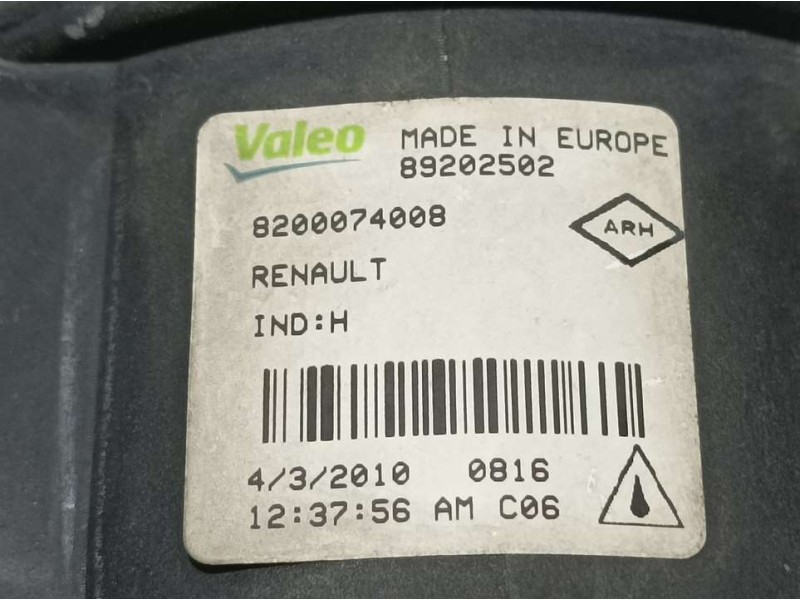 Valeo MADE IN EUROPE
89202502
8200074008
ARH
RENAULT
IND:H
4/3/2010 0816
12:37:56 AM C06